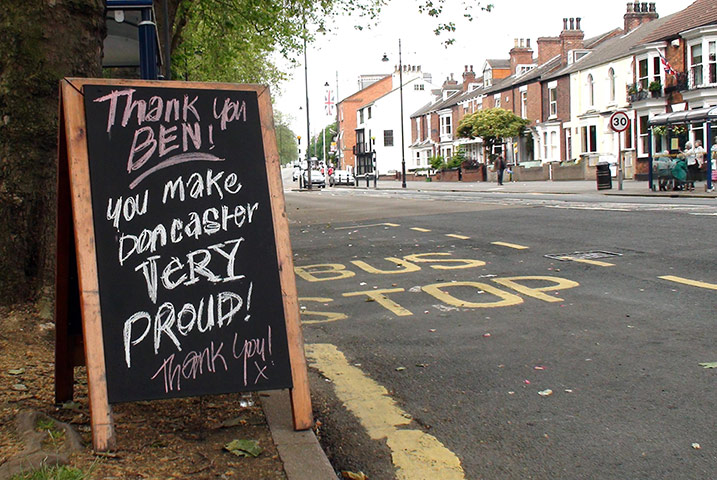 Thank you
BEN!
you make
Doncaster
VERY
PROUD!
Thank you!
x
BUS
STOP
30